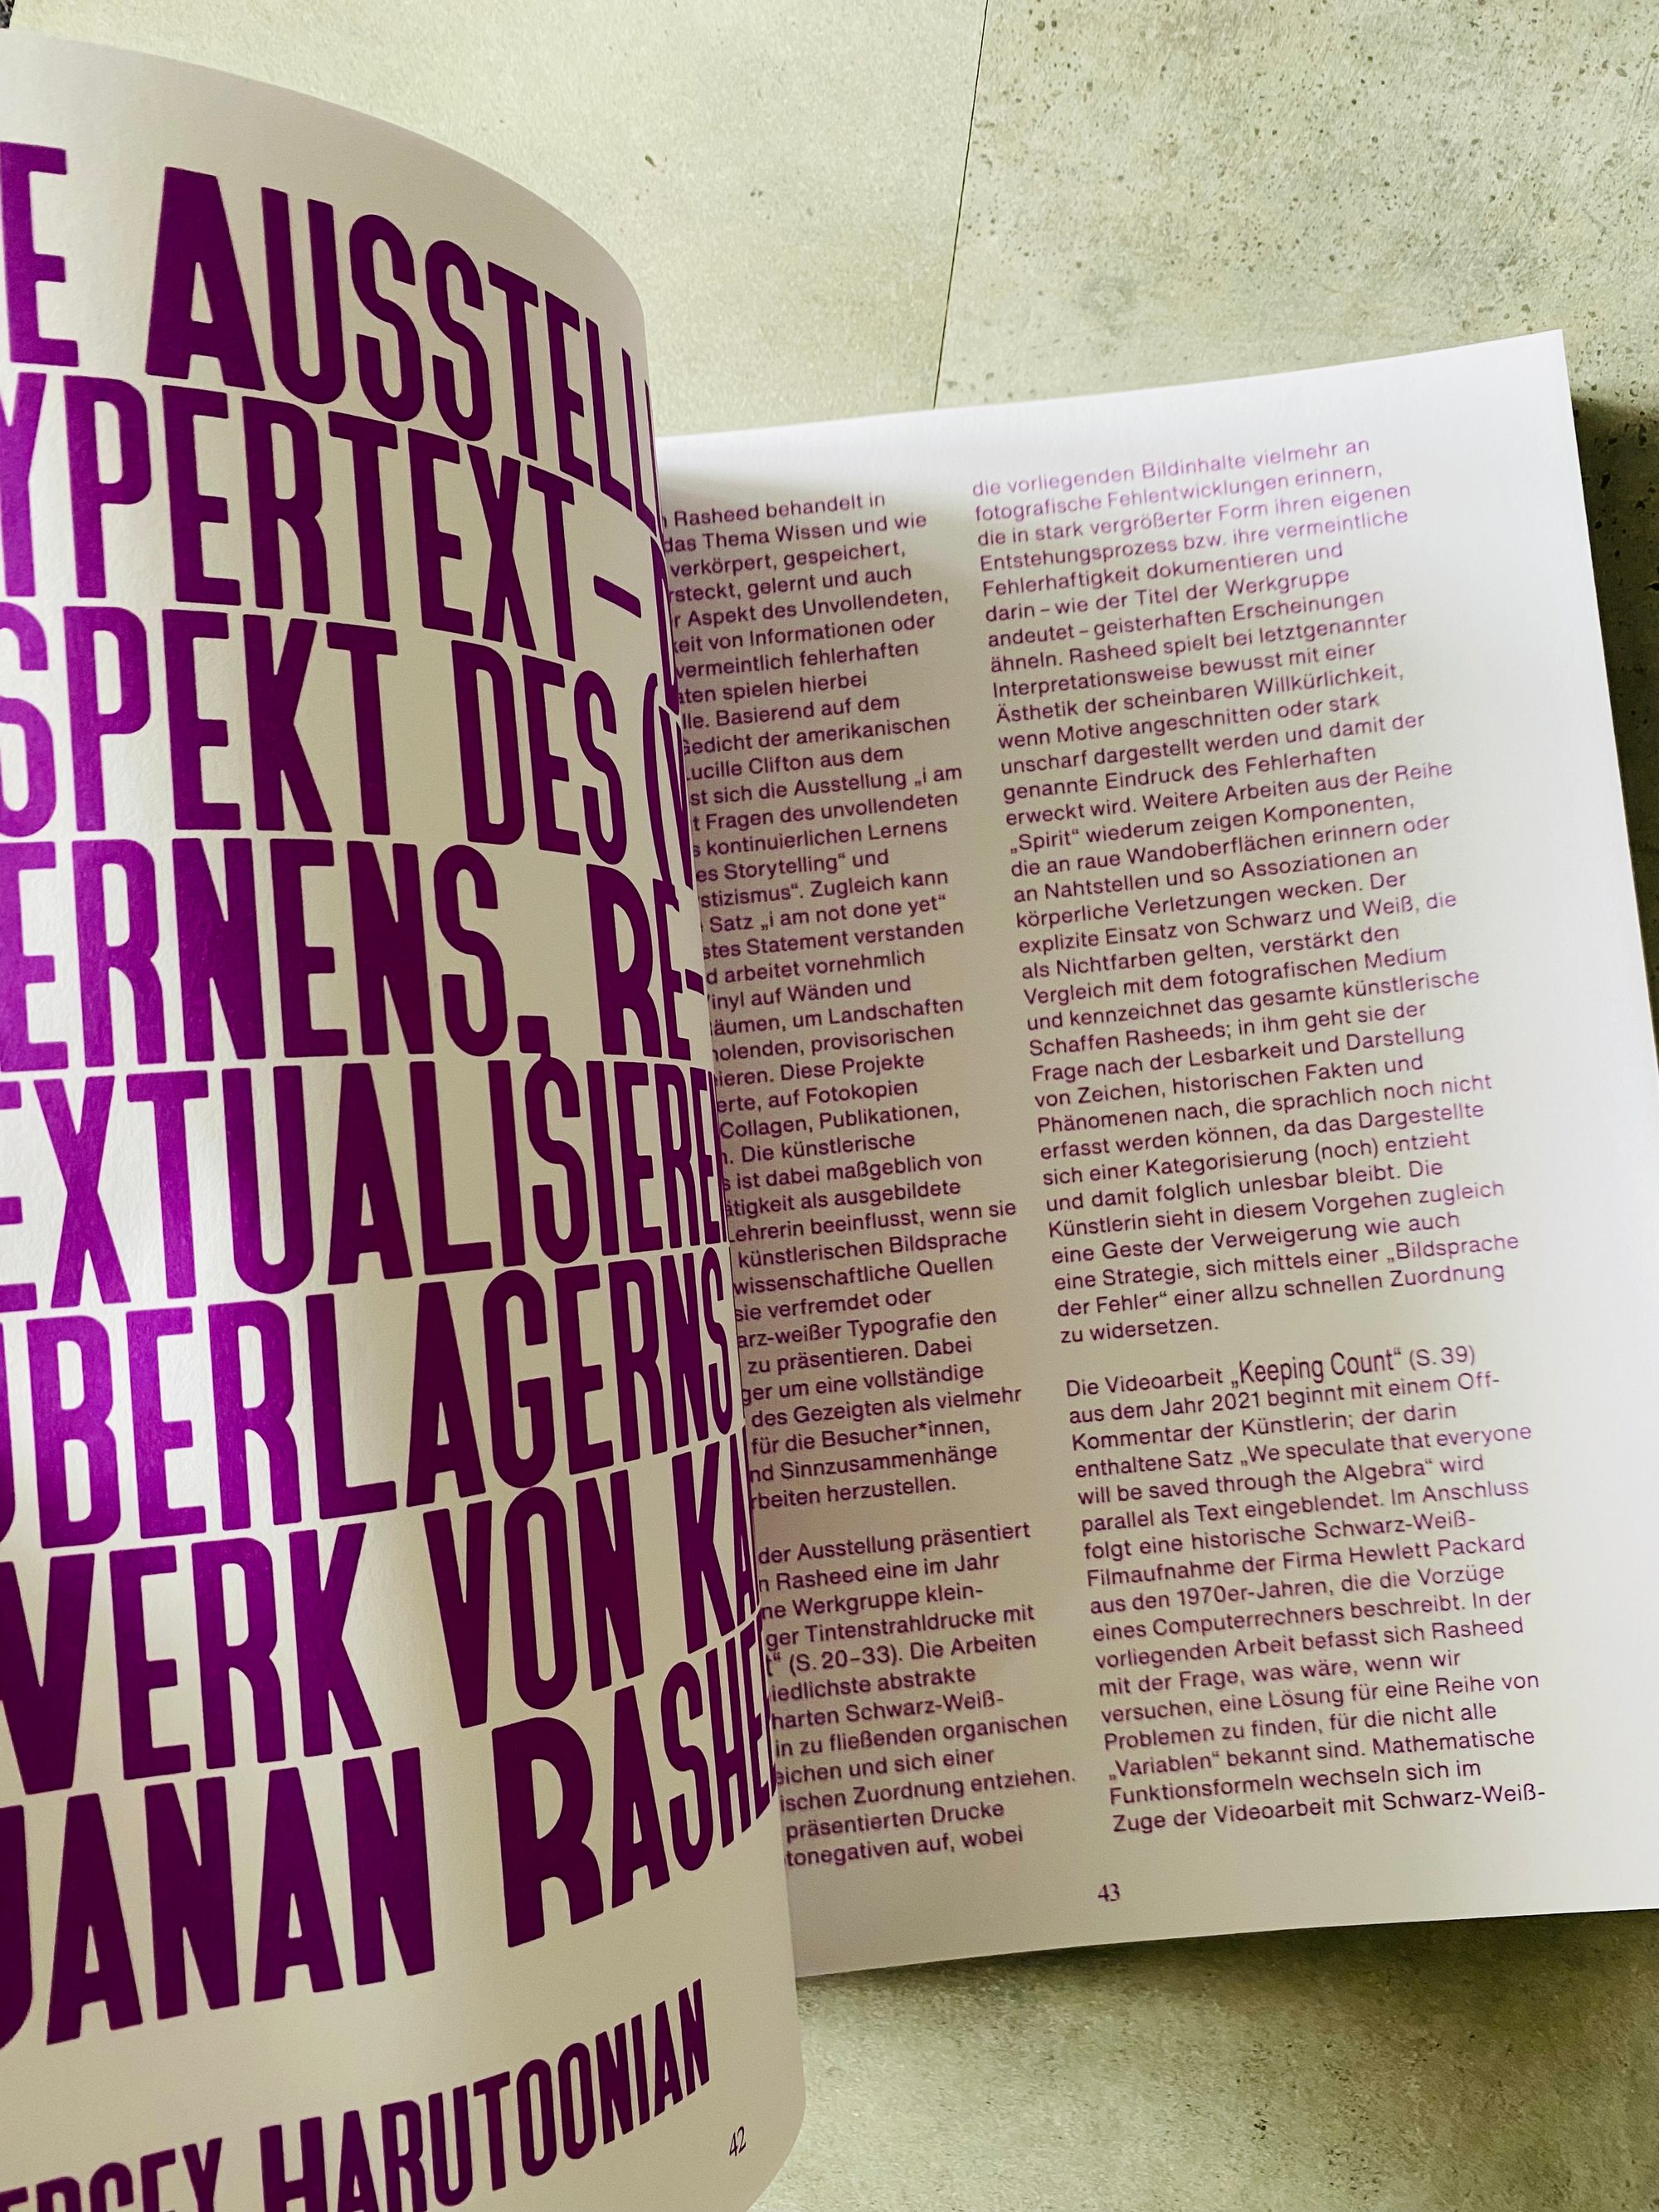 AUSSTELL
YPERTEXT –
SPEKT DES
ERNENS, RE-
EXTUALISIEREN
ÜBERLAGERNS
WERK VON KA
JANAN RASHEE
HARUTOONIAN
42
Rasheed behandelt in
das Thema Wissen und wie
verkörpert, gespeichert,
rsteckt, gelernt und auch
r Aspekt des Unvollendeten,
keit von Informationen oder
vermeintlich fehlerhaften
aten spielen hierbei
lle. Basierend auf dem
Gedicht der amerikanischen
Lucille Clifton aus dem
st sich die Ausstellung „i am
t Fragen des unvollendeten
s kontinuierlichen Lernens
es Storytelling“ und
stizismus“. Zugleich kann
Satz „i am not done yet“
stes Statement verstanden
d arbeitet vornehmlich
Vinyl auf Wänden und
äumen, um Landschaften
holenden, provisorischen
ieren. Diese Projekte
erte, auf Fotokopien
Collagen, Publikationen,
n. Die künstlerische
s ist dabei maßgeblich von
ätigkeit als ausgebildete
Lehrerin beeinflusst, wenn sie
künstlerischen Bildsprache
wissenschaftliche Quellen
sie verfremdet oder
arz-weißer Typografie den
zu präsentieren. Dabei
ger um eine vollständige
des Gezeigten als vielmehr
für die Besucher*innen,
nd Sinnzusammenhänge
rbeiten herzustellen.
der Ausstellung präsentiert
n Rasheed eine im Jahr
ne Werkgruppe klein-
ger Tintenstrahldrucke mit
t“ (S. 20–33). Die Arbeiten
iedlichste abstrakte
harten Schwarz-Weiß-
in zu fließenden organischen
eichen und sich einer
ischen Zuordnung entziehen.
präsentierten Drucke
tonegativen auf, wobei
die vorliegenden Bildinhalte vielmehr an
fotografische Fehlentwicklungen erinnern,
die in stark vergrößerter Form ihren eigenen
Entstehungsprozess bzw. ihre vermeintliche
Fehlerhaftigkeit dokumentieren und
darin – wie der Titel der Werkgruppe
andeutet – geisterhaften Erscheinungen
ähneln. Rasheed spielt bei letztgenannter
Interpretationsweise bewusst mit einer
Ästhetik der scheinbaren Willkürlichkeit,
wenn Motive angeschnitten oder stark
unscharf dargestellt werden und damit der
genannte Eindruck des Fehlerhaften
erweckt wird. Weitere Arbeiten aus der Reihe
„Spirit“ wiederum zeigen Komponenten,
die an raue Wandoberflächen erinnern oder
an Nahtstellen und so Assoziationen an
körperliche Verletzungen wecken. Der
explizite Einsatz von Schwarz und Weiß, die
als Nichtfarben gelten, verstärkt den
Vergleich mit dem fotografischen Medium
und kennzeichnet das gesamte künstlerische
Schaffen Rasheeds; in ihm geht sie der
Frage nach der Lesbarkeit und Darstellung
von Zeichen, historischen Fakten und
Phänomenen nach, die sprachlich noch nicht
erfasst werden können, da das Dargestellte
sich einer Kategorisierung (noch) entzieht
und damit folglich unlesbar bleibt. Die
Künstlerin sieht in diesem Vorgehen zugleich
eine Geste der Verweigerung wie auch
eine Strategie, sich mittels einer „Bildsprache
der Fehler“ einer allzu schnellen Zuordnung
zu widersetzen.
Die Videoarbeit „Keeping Count“ (S. 39)
aus dem Jahr 2021 beginnt mit einem Off-
Kommentar der Künstlerin; der darin
enthaltene Satz „We speculate that everyone
will be saved through the Algebra“ wird
parallel als Text eingeblendet. Im Anschluss
folgt eine historische Schwarz-Weiß-
Filmaufnahme der Firma Hewlett Packard
aus den 1970er-Jahren, die die Vorzüge
eines Computerrechners beschreibt. In der
vorliegenden Arbeit befasst sich Rasheed
mit der Frage, was wäre, wenn wir
versuchen, eine Lösung für eine Reihe von
Problemen zu finden, für die nicht alle
„Variablen“ bekannt sind. Mathematische
Funktionsformeln wechseln sich im
Zuge der Videoarbeit mit Schwarz-Weiß-
43